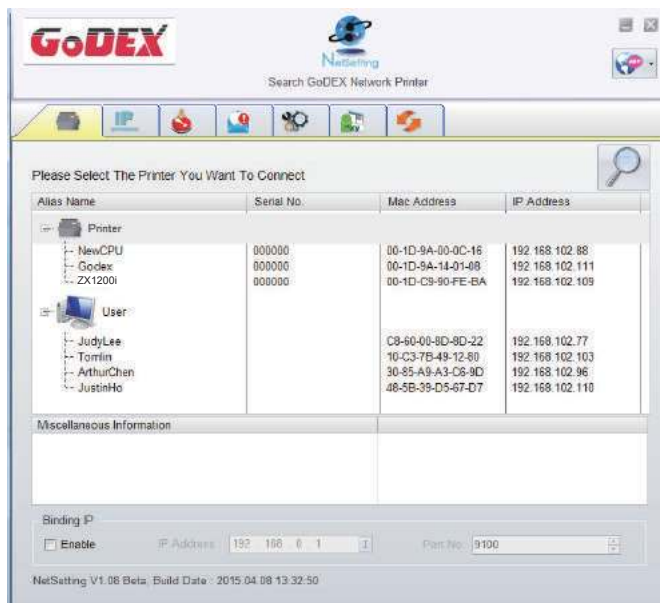 GoDEX
NetSetting
Search GoDEX Network Printer
IP
Please Select The Printer You Want To Connect
Alias Name Serial No. Mac Address IP Address
Printer
NewCPU 000000 00-1D-9A-00-0C-16 192.168.102.88
Godex 000000 00-1D-9A-14-01-08 192.168.102.111
ZX1200i 000000 00-1D-C9-90-FE-BA 192.168.102.109
User
JudyLee C8-60-00-8D-8D-22 192.168.102.77
Tomlin 10-C3-7B-49-12-80 192.168.102.103
ArthurChen 30-85-A9-A3-C6-9D 192.168.102.96
JustinHo 48-5B-39-D5-67-D7 192.168.102.110
Miscellaneous Information
Binding IP
Enable IP Address 192 168 0 1 Port No. 9100
NetSetting V1.08 Beta, Build Date : 2015.04.08 13:32:50